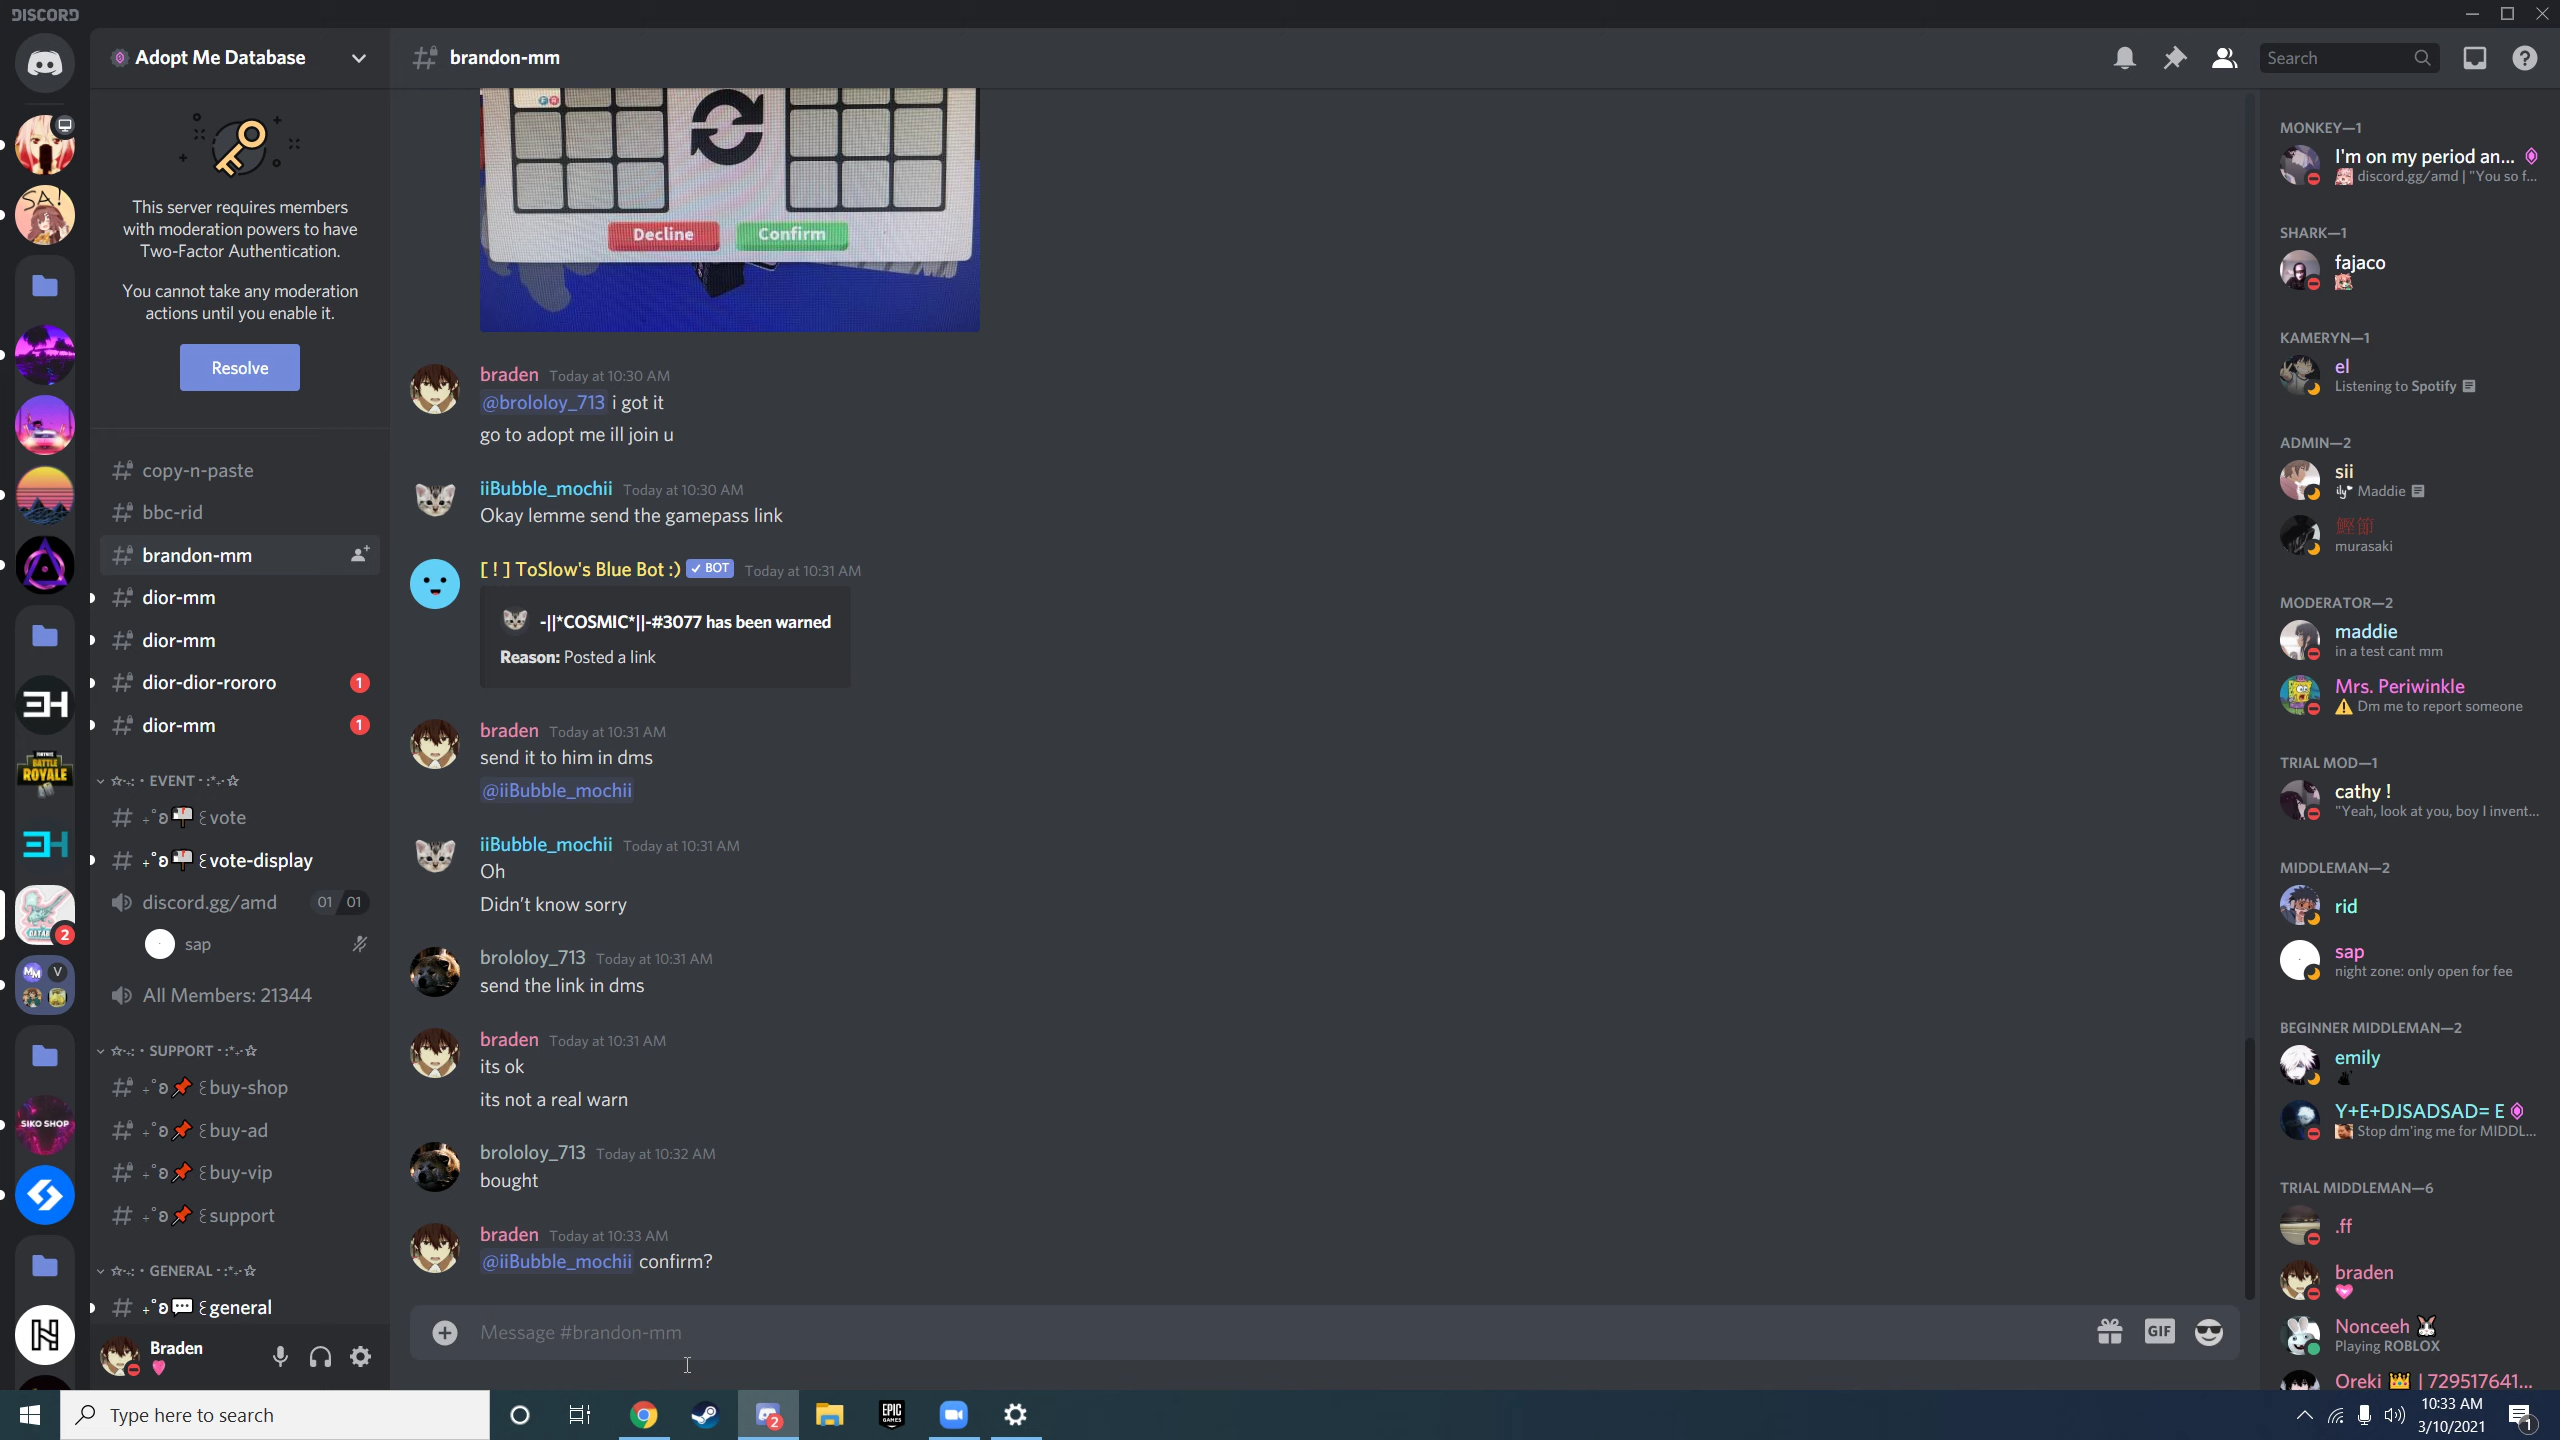 DISCORD
Adopt Me Database
This server requires members
with moderation powers to have
Two-Factor Authentication.
You cannot take any moderation
actions until you enable it.
Resolve
copy-n-paste
bbc-rid
brandon-mm
dior-mm
dior-mm
dior-dior-rororo 1
dior-mm 1
EVENT
vote
vote-display
discord.gg/amd 01 01
sap
All Members: 21344
SUPPORT
buy-shop
buy-ad
buy-vip
support
GENERAL
general
Braden
SA!
BATTLE
ROYALE
2
V
SIKO SHOP
brandon-mm
Search
Decline
Confirm
braden Today at 10:30 AM
@brololoy_713 i got it
go to adopt me ill join u
iiBubble_mochii Today at 10:30 AM
Okay lemme send the gamepass link
[ ! ] ToSlow's Blue Bot :) BOT Today at 10:31 AM
-||*COSMIC*||-#3077 has been warned
Reason: Posted a link
braden Today at 10:31 AM
send it to him in dms
@iiBubble_mochii
iiBubble_mochii Today at 10:31 AM
Oh
Didn't know sorry
brololoy_713 Today at 10:31 AM
send the link in dms
braden Today at 10:31 AM
its ok
its not a real warn
brololoy_713 Today at 10:32 AM
bought
braden Today at 10:33 AM
@iiBubble_mochii confirm?
Message #brandon-mm
GIF
MONKEY—1
I'm on my period an...
discord.gg/amd | "You so f...
SHARK—1
fajaco
KAMERYN—1
el
Listening to Spotify
ADMIN—2
sii
ily Maddie
鰹節
murasaki
MODERATOR—2
maddie
in a test cant mm
Mrs. Periwinkle
Dm me to report someone
TRIAL MOD—1
cathy !
"Yeah, look at you, boy I invent...
MIDDLEMAN—2
rid
sap
night zone: only open for fee
BEGINNER MIDDLEMAN—2
emily
Y+E+DJSADSAD= E
Stop dm'ing me for MIDDL...
TRIAL MIDDLEMAN—6
.ff
braden
Nonceeh
Playing ROBLOX
Oreki | 729517641...
Type here to search
2
EPIC
GAMES
10:33 AM
3/10/2021
1